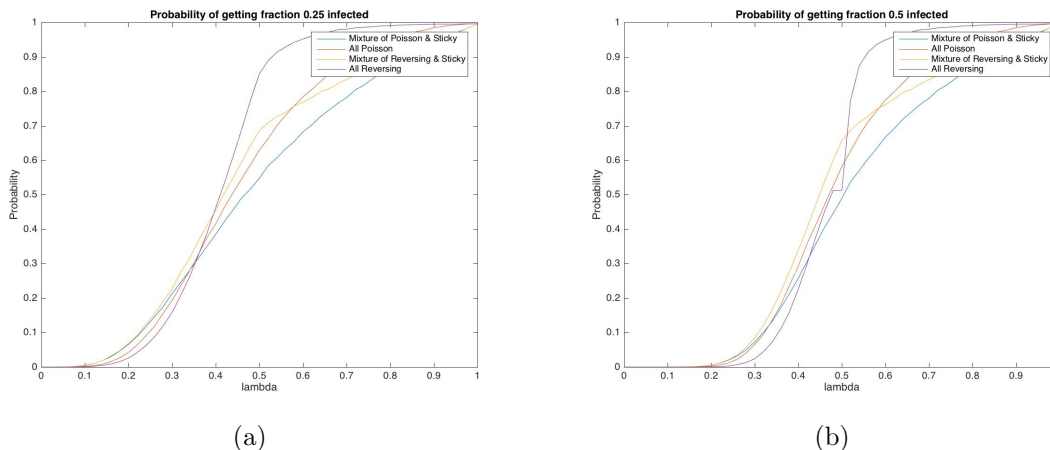 Probability of getting fraction 0.25 infected
Mixture of Poisson & Sticky
All Poisson
Mixture of Reversing & Sticky
All Reversing
1
0.9
0.8
0.7
0.6
0.5
0.4
0.3
0.2
0.1
0
Probability
0 0.1 0.2 0.3 0.4 0.5 0.6 0.7 0.8 0.9 1
lambda
(a)
Probability of getting fraction 0.5 infected
Mixture of Poisson & Sticky
All Poisson
Mixture of Reversing & Sticky
All Reversing
1
0.9
0.8
0.7
0.6
0.5
0.4
0.3
0.2
0.1
0
Probability
0 0.1 0.2 0.3 0.4 0.5 0.6 0.7 0.8 0.9
lambda
(b)